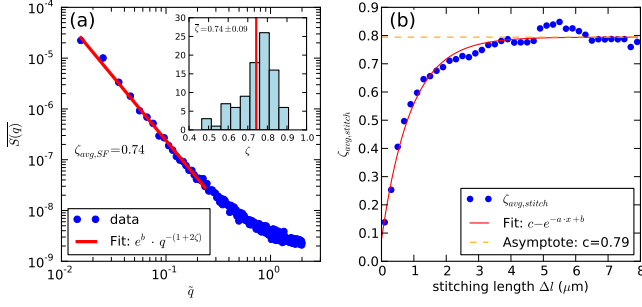 (a)
10⁻⁴
10⁻⁵
10⁻⁶
10⁻⁷
10⁻⁸
10⁻⁹
S(q)
ζavg,SF=0.74
data
Fit: e^b · q^−(1+2ζ)
10⁻²
10⁻¹
10⁰
q̃
30
25
20
15
10
5
0
ζ̄=0.74±0.09
0.4 0.5 0.6 0.7 0.8 0.9 1.0
ζ
(b)
0.9
0.8
0.7
0.6
0.5
0.4
0.3
0.2
0.1
0.0
ζavg,stitch
ζavg,stitch
Fit: c−e^−a·x+b
Asymptote: c=0.79
0 1 2 3 4 5 6 7 8
stitching length Δl (μm)